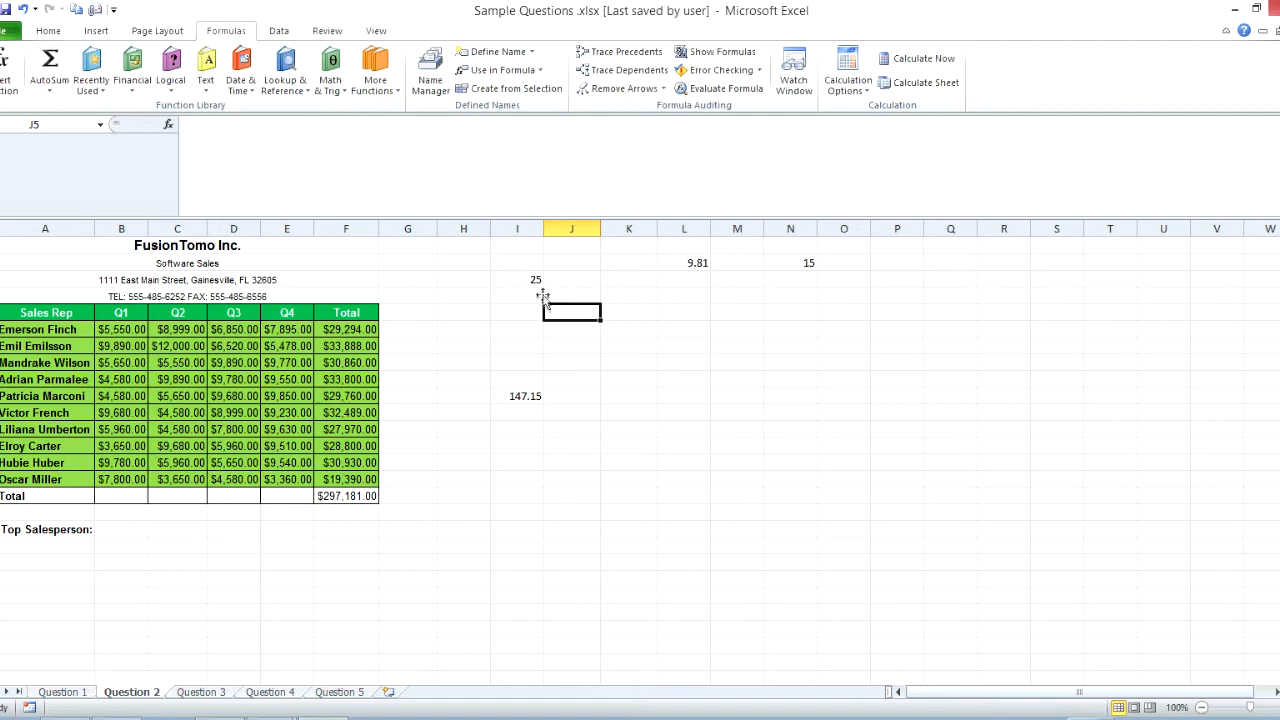 Sample Questions .xlsx [Last saved by user] - Microsoft Excel
Home Insert Page Layout Formulas Data Review View
AutoSum Recently Used Financial Logical Text Date & Time Lookup & Reference Math & Trig More Functions
Function Library
Name Manager
Define Name
Use in Formula
Create from Selection
Defined Names
Trace Precedents
Trace Dependents
Remove Arrows
Show Formulas
Error Checking
Evaluate Formula
Formula Auditing
Watch Window
Calculation Options
Calculate Now
Calculate Sheet
Calculation
J5 fx
A B C D E F G H I J K L M N O P Q R S T U V W
FusionTomo Inc.
Software Sales 9.81 15
1111 East Main Street, Gainesville, FL 32605 25
TEL: 555-485-6252 FAX: 555-485-6556
Sales Rep Q1 Q2 Q3 Q4 Total
Emerson Finch $5,550.00 $8,999.00 $6,850.00 $7,895.00 $29,294.00
Emil Emilsson $9,890.00 $12,000.00 $6,520.00 $5,478.00 $33,888.00
Mandrake Wilson $5,650.00 $5,550.00 $9,890.00 $9,770.00 $30,860.00
Adrian Parmalee $4,580.00 $9,890.00 $9,780.00 $9,550.00 $33,800.00
Patricia Marconi $4,580.00 $5,650.00 $9,680.00 $9,850.00 $29,760.00 147.15
Victor French $9,680.00 $4,580.00 $8,999.00 $9,230.00 $32,489.00
Liliana Umberton $5,960.00 $4,580.00 $7,800.00 $9,630.00 $27,970.00
Elroy Carter $3,650.00 $9,680.00 $5,960.00 $9,510.00 $28,800.00
Hubie Huber $9,780.00 $5,960.00 $5,650.00 $9,540.00 $30,930.00
Oscar Miller $7,800.00 $3,650.00 $4,580.00 $3,360.00 $19,390.00
Total $297,181.00
Top Salesperson:
Question 1 Question 2 Question 3 Question 4 Question 5
100%